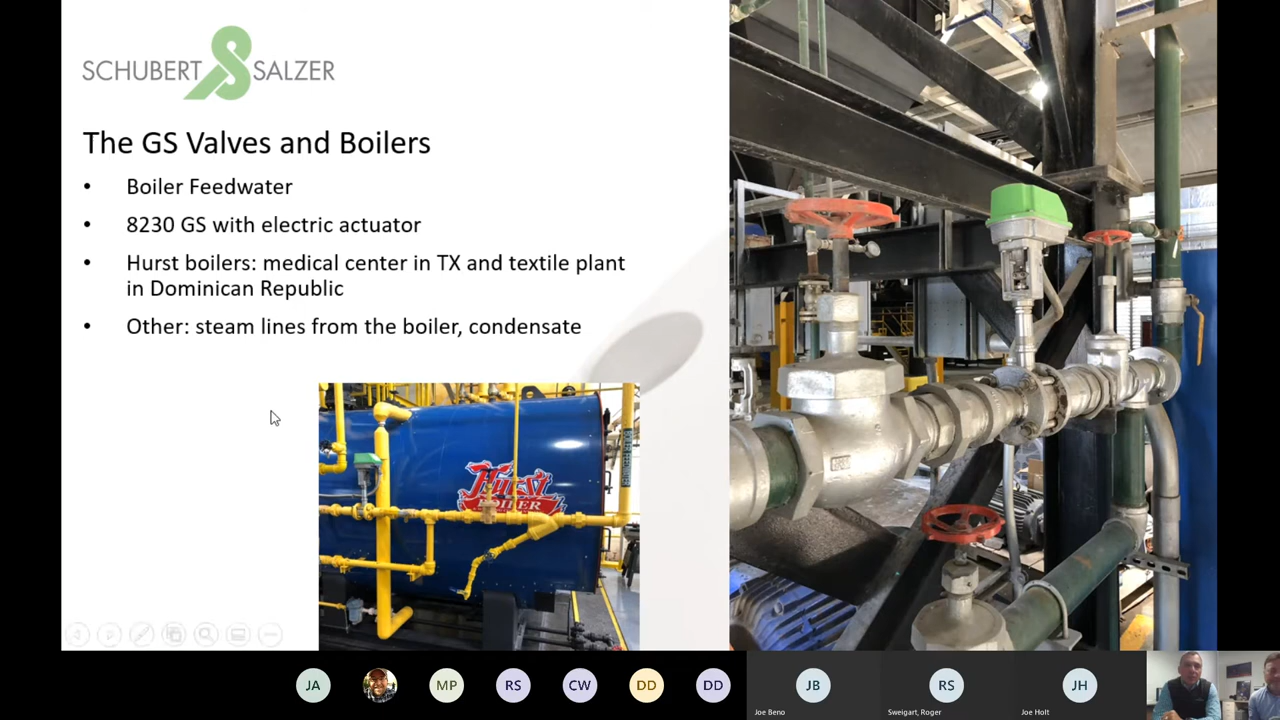 SCHUBERT SALZER
The GS Valves and Boilers
• Boiler Feedwater
• 8230 GS with electric actuator
• Hurst boilers: medical center in TX and textile plant
in Dominican Republic
• Other: steam lines from the boiler, condensate
HURST
BOILER
JA
MP
RS
CW
DD
DD
JB
RS
JH
Joe Beno
Sweigart, Roger
Joe Holt